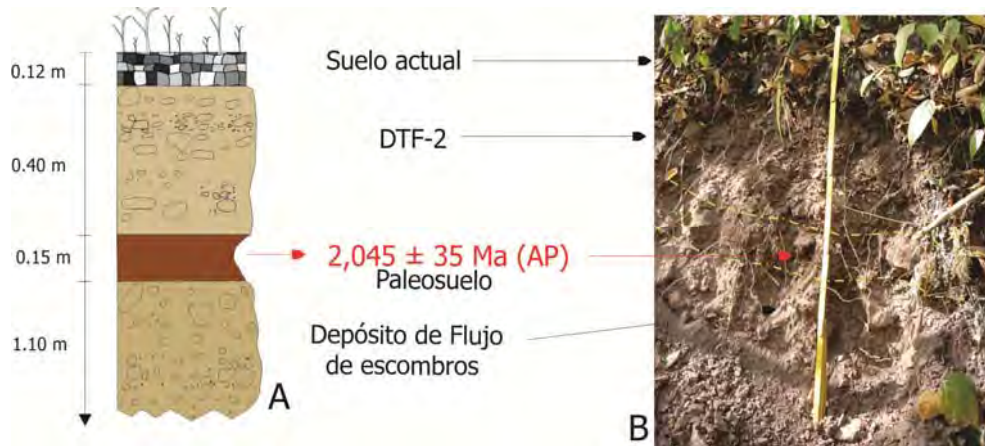 0.12 m
0.40 m
0.15 m
1.10 m
A
Suelo actual
DTF-2
2,045 ± 35 Ma (AP)
Paleosuelo
Depósito de Flujo
de escombros
B